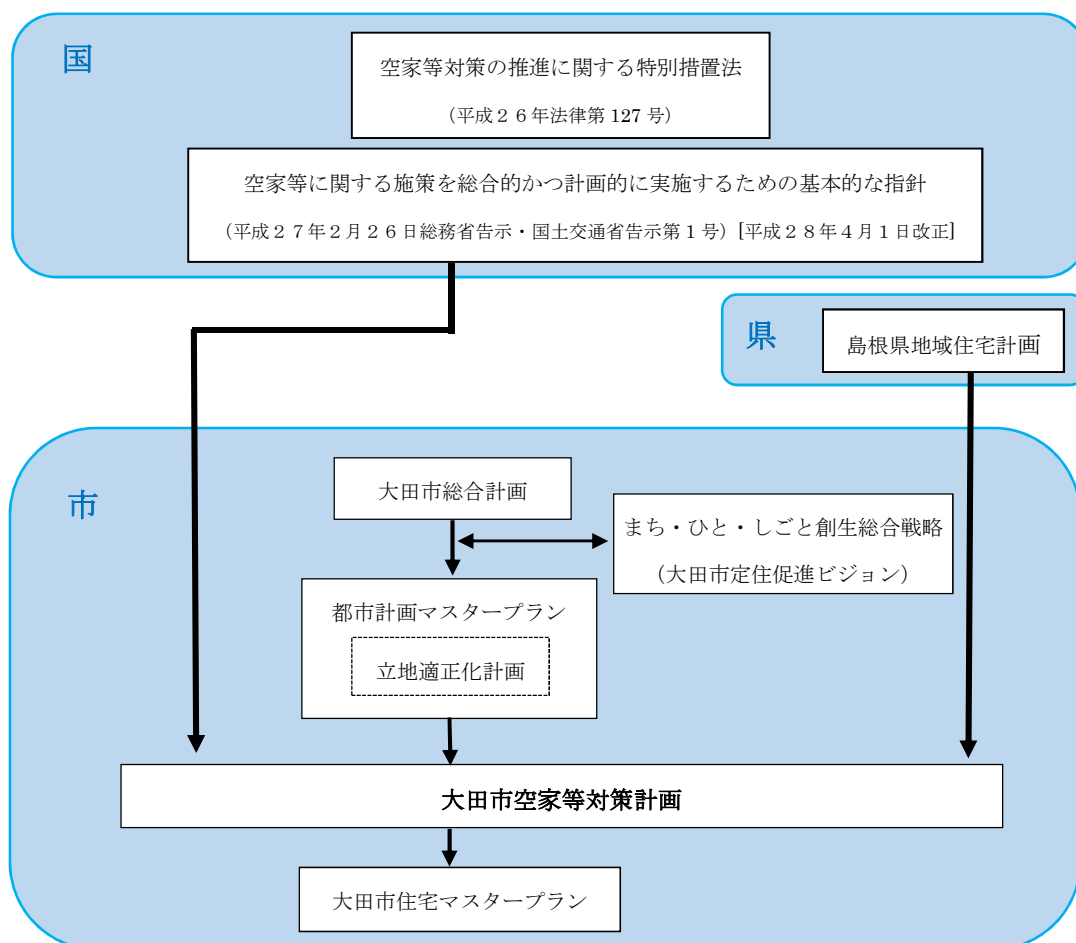 国
空家等対策の推進に関する特別措置法
（平成２６年法律第 127 号）
空家等に関する施策を総合的かつ計画的に実施するための基本的な指針
（平成２７年２月２６日総務省告示・国土交通省告示第１号）[平成２８年４月１日改正]
県
島根県地域住宅計画
市
大田市総合計画
まち・ひと・しごと創生総合戦略
（大田市定住促進ビジョン）
都市計画マスタープラン
立地適正化計画
大田市空家等対策計画
大田市住宅マスタープラン